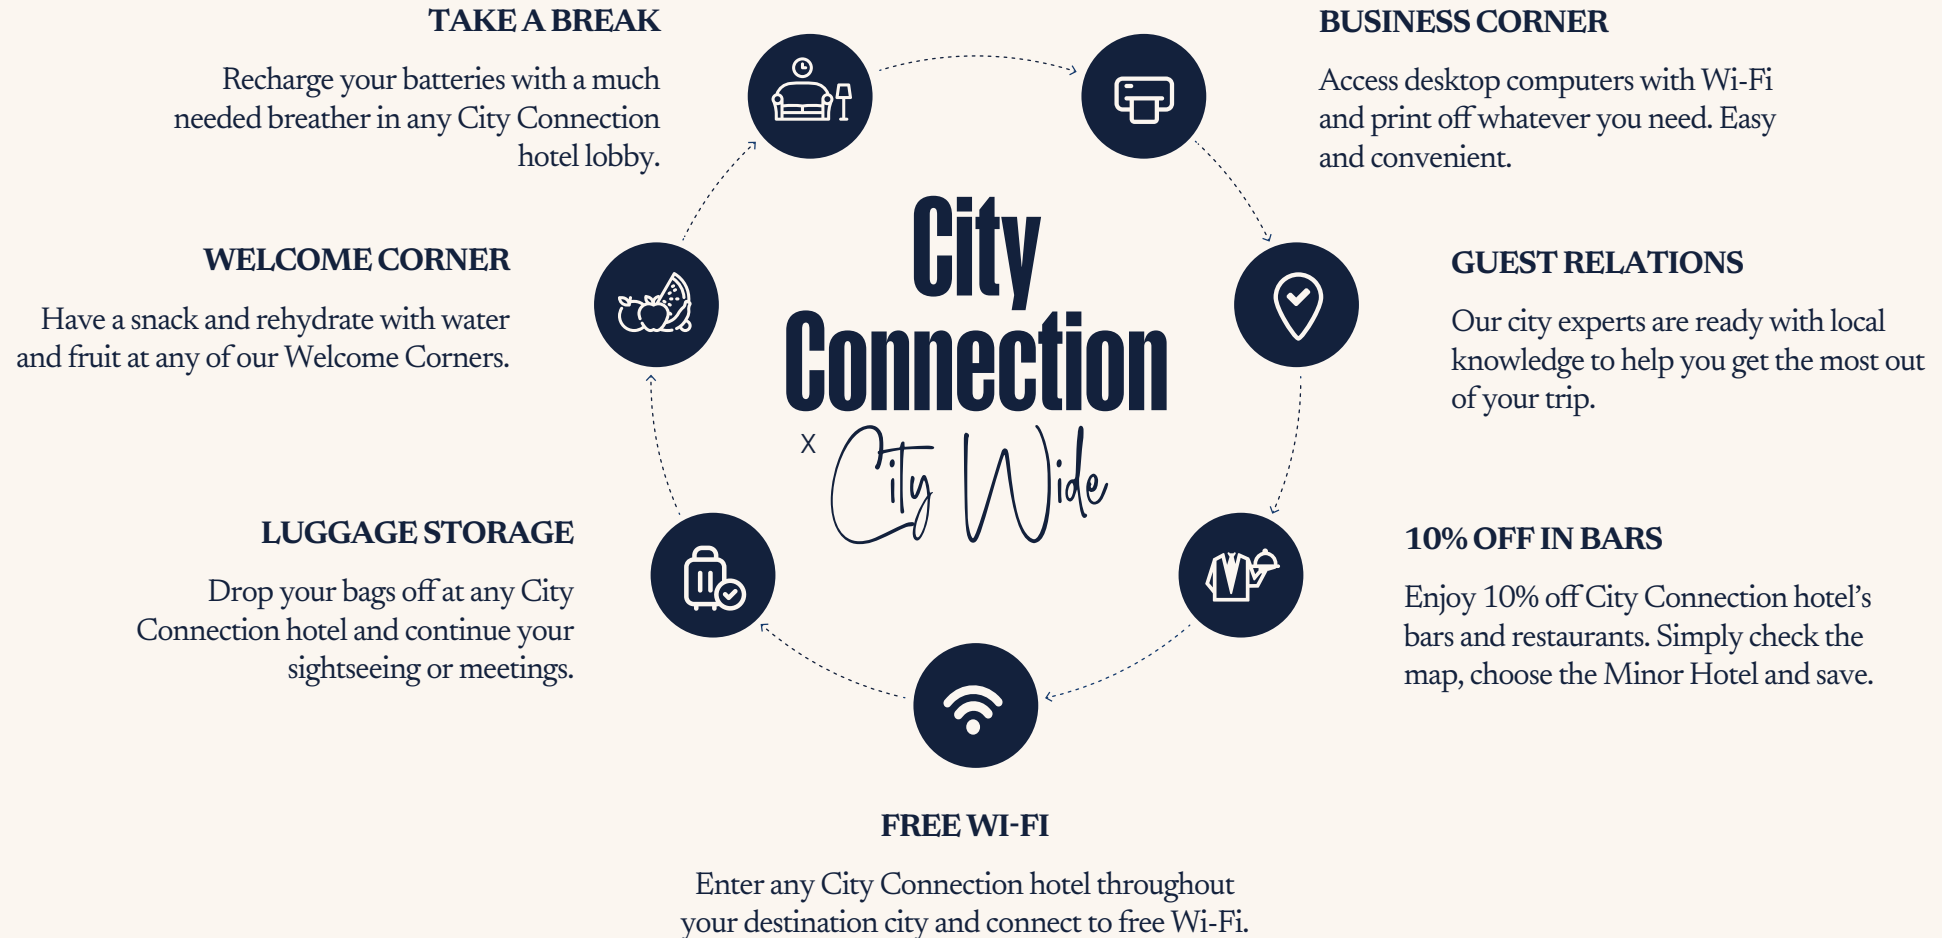 TAKE A BREAK
Recharge your batteries with a much
needed breather in any City Connection
hotel lobby.
BUSINESS CORNER
Access desktop computers with Wi-Fi
and print off whatever you need. Easy
and convenient.
WELCOME CORNER
Have a snack and rehydrate with water
and fruit at any of our Welcome Corners.
City
Connection
x City Wide
GUEST RELATIONS
Our city experts are ready with local
knowledge to help you get the most out
of your trip.
LUGGAGE STORAGE
Drop your bags off at any City
Connection hotel and continue your
sightseeing or meetings.
10% OFF IN BARS
Enjoy 10% off City Connection hotel’s
bars and restaurants. Simply check the
map, choose the Minor Hotel and save.
FREE WI-FI
Enter any City Connection hotel throughout
your destination city and connect to free Wi-Fi.